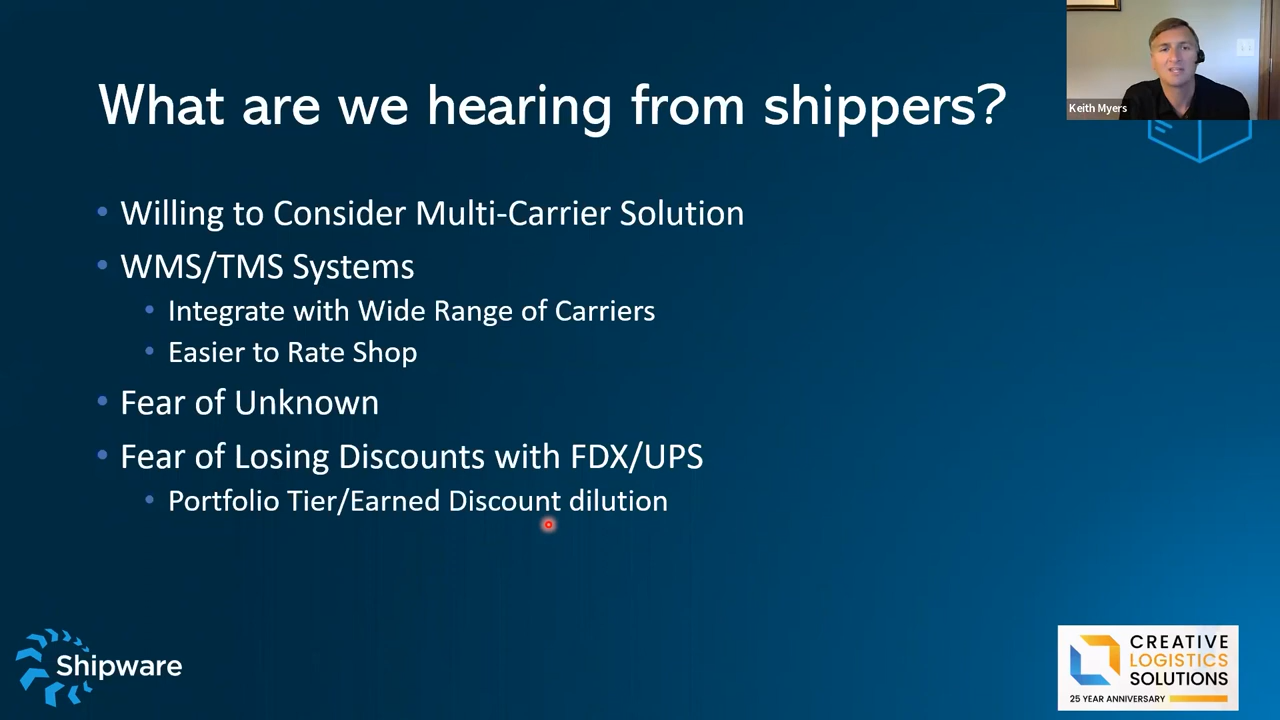 What are we hearing from shippers?
Keith Myers
Willing to Consider Multi-Carrier Solution
WMS/TMS Systems
Integrate with Wide Range of Carriers
Easier to Rate Shop
Fear of Unknown
Fear of Losing Discounts with FDX/UPS
Portfolio Tier/Earned Discount dilution
Shipware
CREATIVE
LOGISTICS
SOLUTIONS
25 YEAR ANNIVERSARY